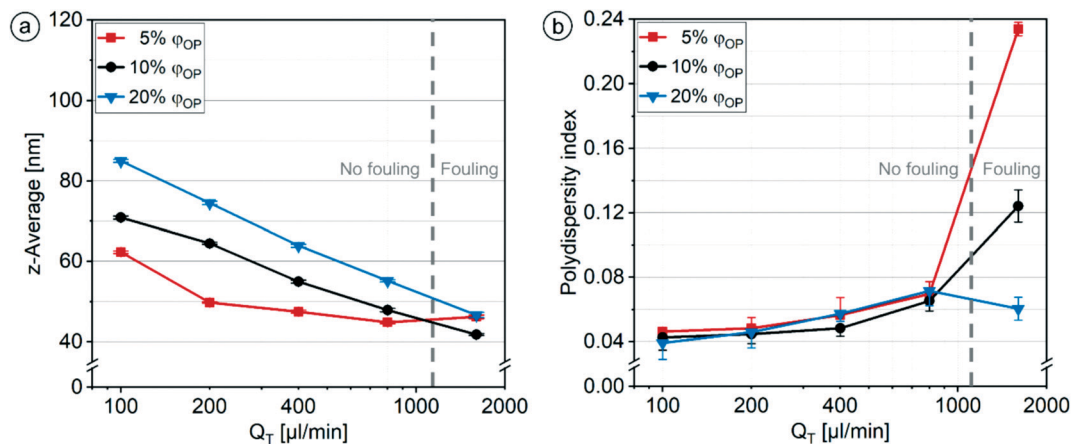 a
5% φOP
10% φOP
20% φOP
No fouling
Fouling
z-Average [nm]
120
100
80
60
40
0
100
200
400
1000
2000
QT [µl/min]
b
5% φOP
10% φOP
20% φOP
No fouling
Fouling
Polydispersity index
0.24
0.20
0.16
0.12
0.08
0.04
0.00
100
200
400
1000
2000
QT [µl/min]